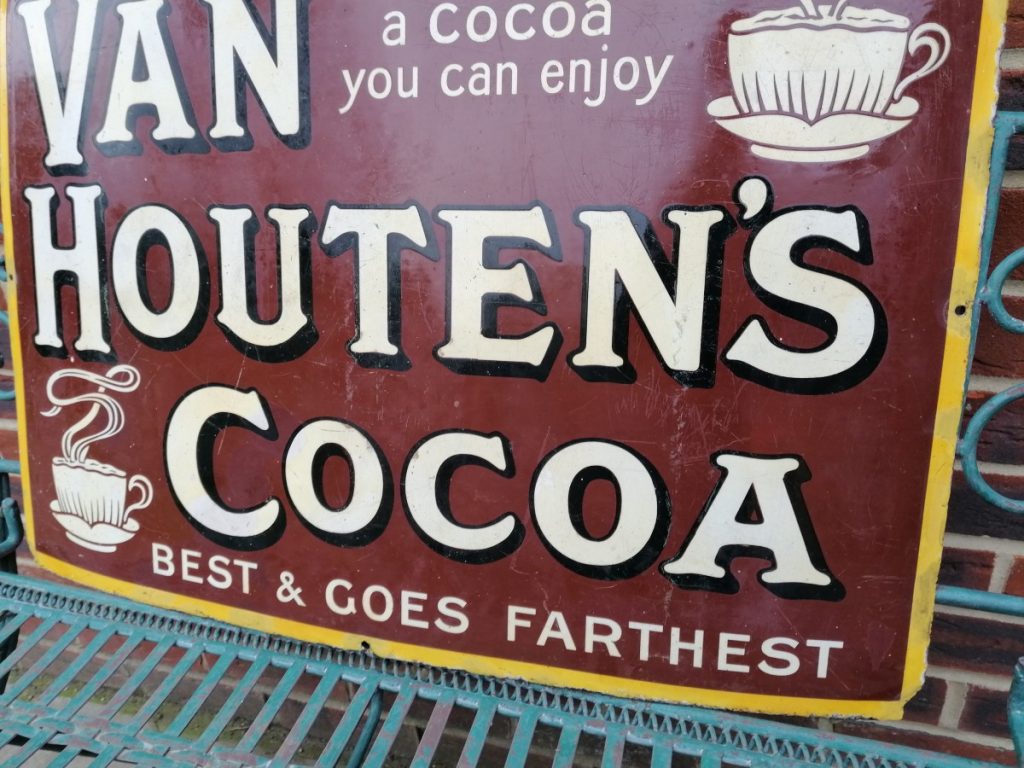 VAN
a cocoa
you can enjoy
HOUTEN'S
COCOA
BEST & GOES FARTHEST